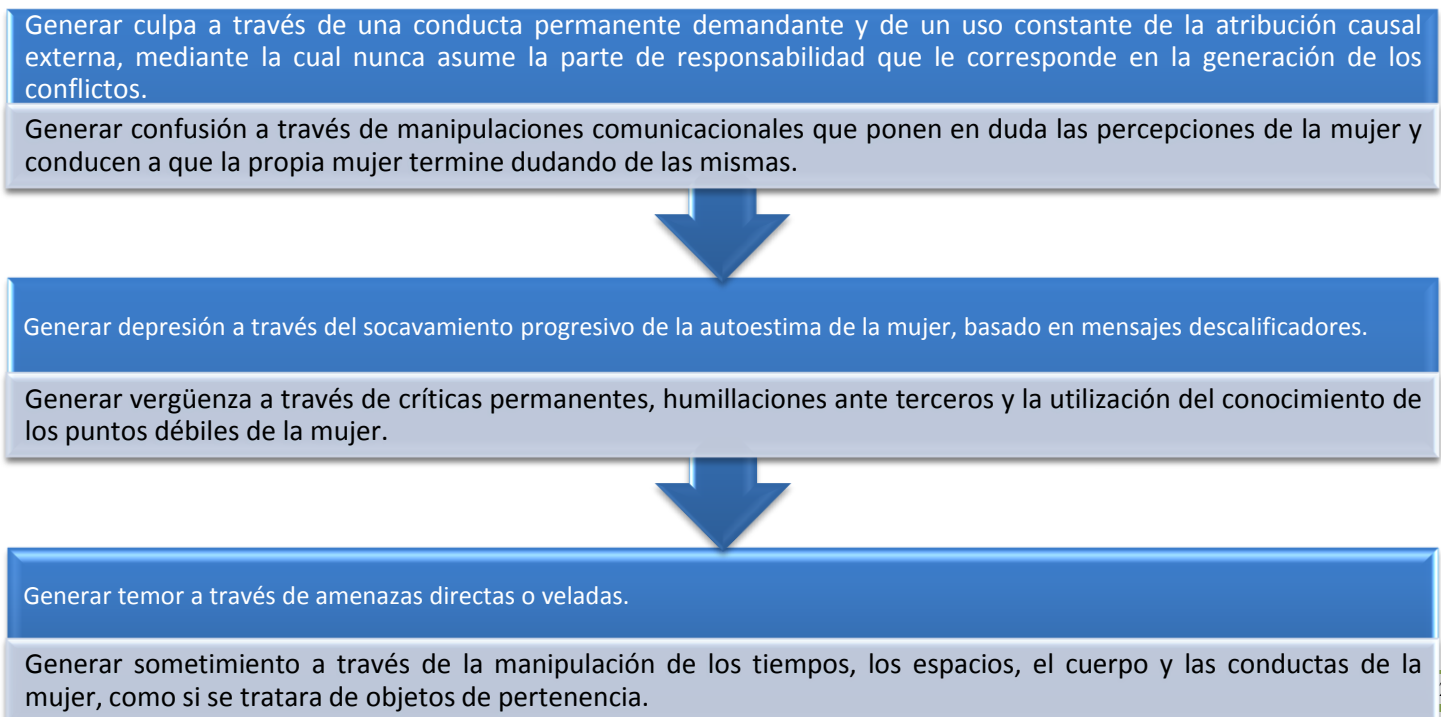 Generar culpa a través de una conducta permanente demandante y de un uso constante de la atribución causal
externa, mediante la cual nunca asume la parte de responsabilidad que le corresponde en la generación de los
conflictos.
Generar confusión a través de manipulaciones comunicacionales que ponen en duda las percepciones de la mujer y
conducen a que la propia mujer termine dudando de las mismas.
Generar depresión a través del socavamiento progresivo de la autoestima de la mujer, basado en mensajes descalificadores.
Generar vergüenza a través de críticas permanentes, humillaciones ante terceros y la utilización del conocimiento de
los puntos débiles de la mujer.
Generar temor a través de amenazas directas o veladas.
Generar sometimiento a través de la manipulación de los tiempos, los espacios, el cuerpo y las conductas de la
mujer, como si se tratara de objetos de pertenencia.